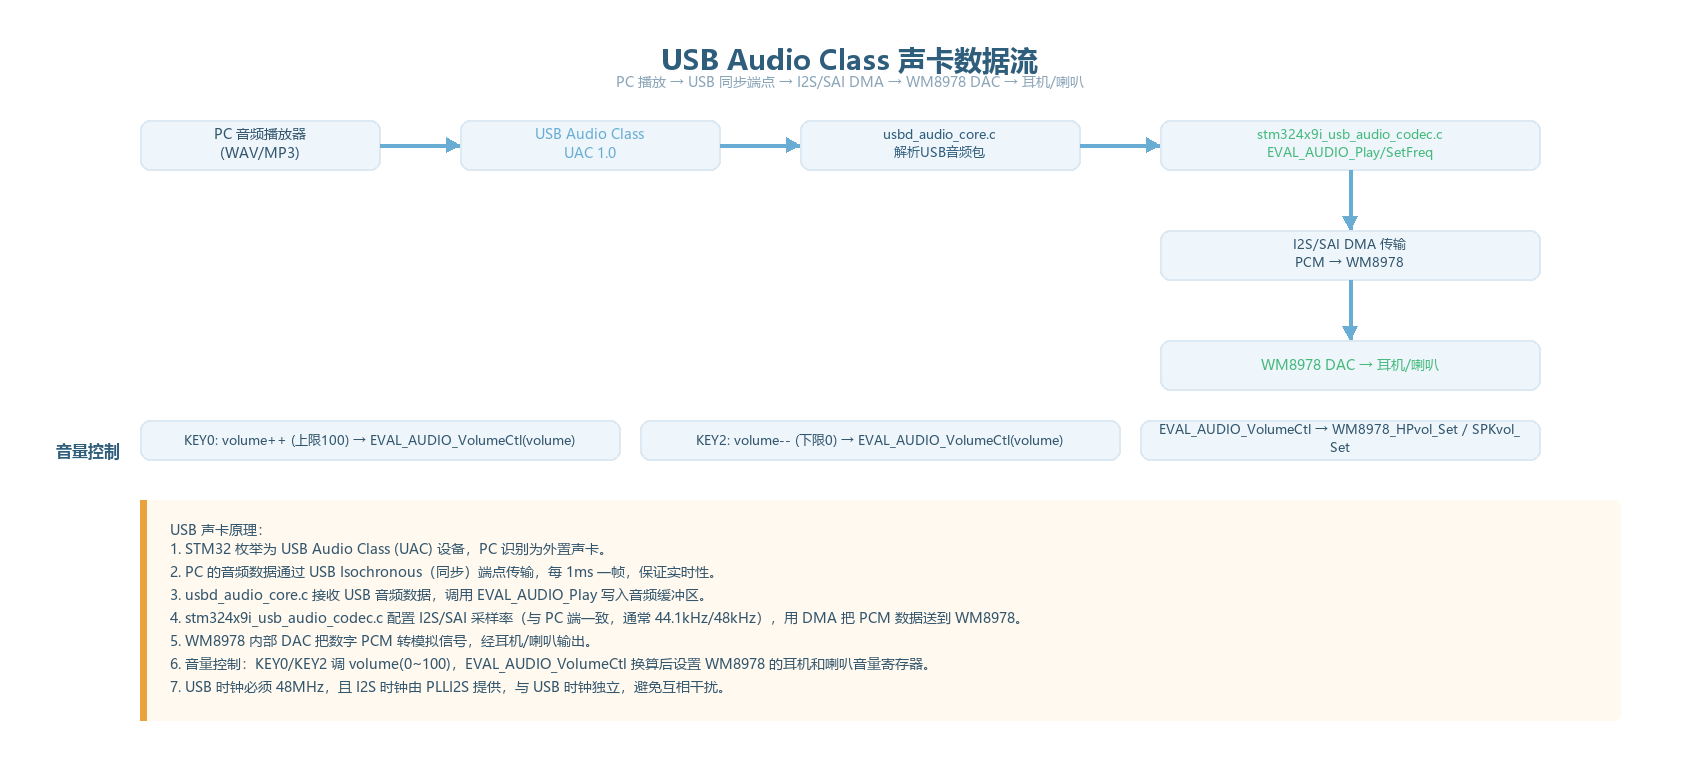 USB Audio Class 声卡数据流
PC 播放 → USB 同步端点 → I2S/SAI DMA → WM8978 DAC → 耳机/喇叭
PC 音频播放器
(WAV/MP3)
USB Audio Class
UAC 1.0
usbd_audio_core.c
解析USB音频包
stm324x9i_usb_audio_codec.c
EVAL_AUDIO_Play/SetFreq
I2S/SAI DMA 传输
PCM → WM8978
WM8978 DAC → 耳机/喇叭
音量控制
KEY0: volume++ (上限100) → EVAL_AUDIO_VolumeCtl(volume)
KEY2: volume-- (下限0) → EVAL_AUDIO_VolumeCtl(volume)
EVAL_AUDIO_VolumeCtl → WM8978_HPvol_Set / SPKvol_
Set
USB 声卡原理：
1. STM32 枚举为 USB Audio Class (UAC) 设备，PC 识别为外置声卡。
2. PC 的音频数据通过 USB Isochronous（同步）端点传输，每 1ms 一帧，保证实时性。
3. usbd_audio_core.c 接收 USB 音频数据，调用 EVAL_AUDIO_Play 写入音频缓冲区。
4. stm324x9i_usb_audio_codec.c 配置 I2S/SAI 采样率（与 PC 端一致，通常 44.1kHz/48kHz），用 DMA 把 PCM 数据送到 WM8978。
5. WM8978 内部 DAC 把数字 PCM 转模拟信号，经耳机/喇叭输出。
6. 音量控制：KEY0/KEY2 调 volume(0~100)，EVAL_AUDIO_VolumeCtl 换算后设置 WM8978 的耳机和喇叭音量寄存器。
7. USB 时钟必须 48MHz，且 I2S 时钟由 PLLI2S 提供，与 USB 时钟独立，避免互相干扰。